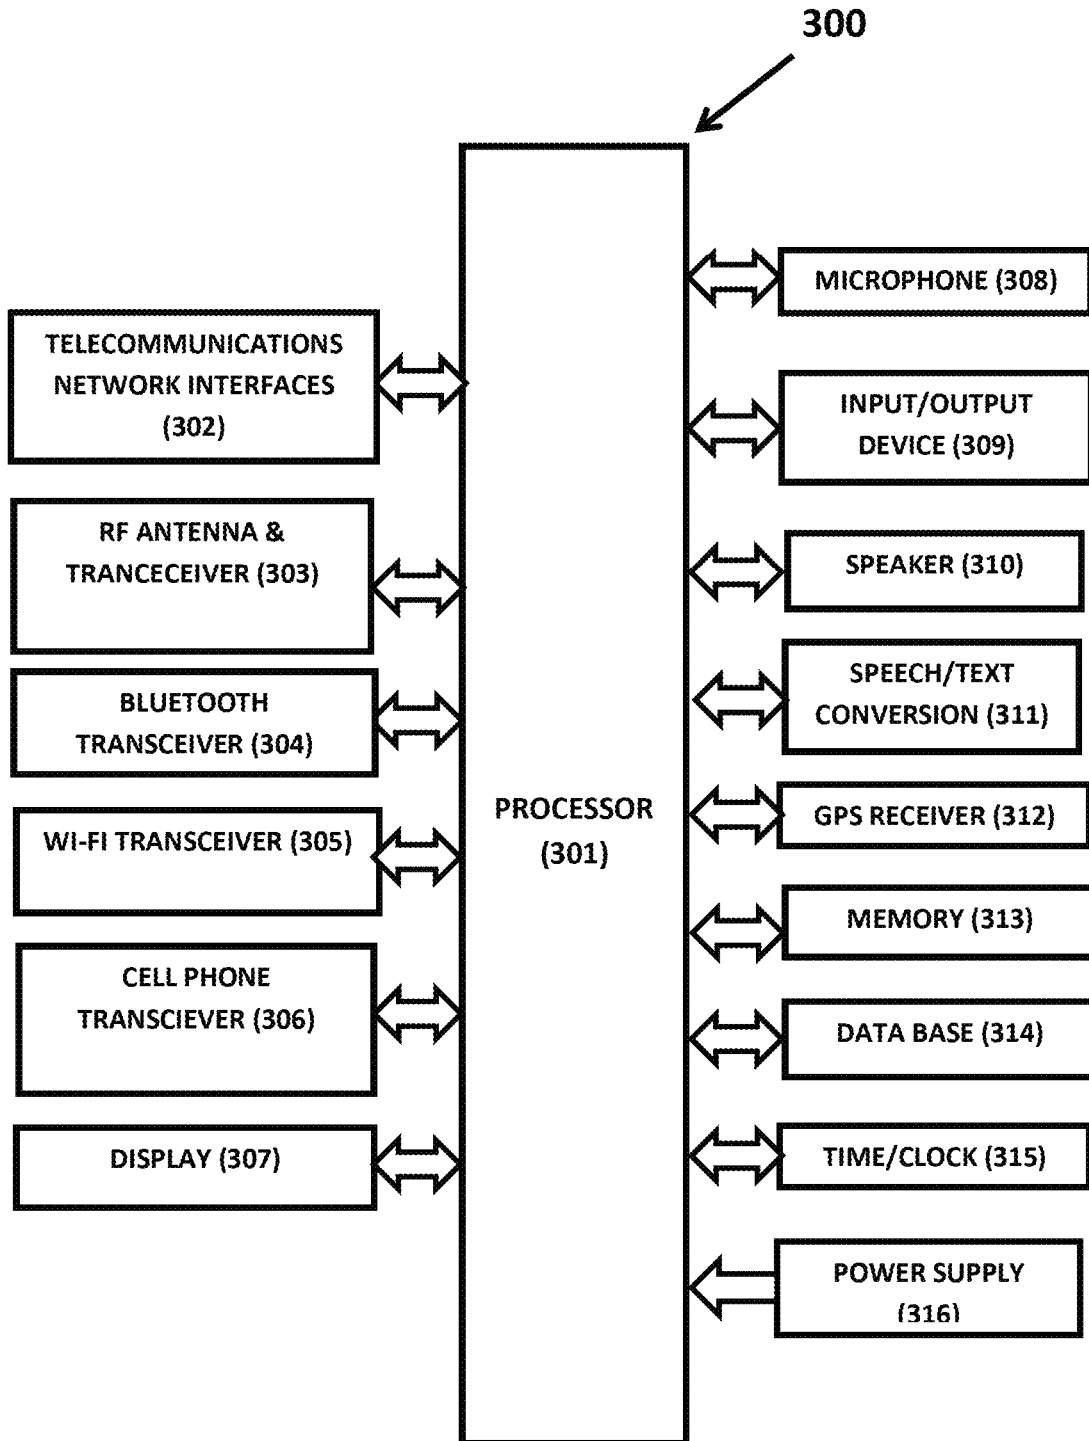 300
TELECOMMUNICATIONS
NETWORK INTERFACES
(302)
RF ANTENNA &
TRANCECEIVER (303)
BLUETOOTH
TRANSCEIVER (304)
WI-FI TRANSCEIVER (305)
CELL PHONE
TRANSCIEVER (306)
DISPLAY (307)
PROCESSOR
(301)
MICROPHONE (308)
INPUT/OUTPUT
DEVICE (309)
SPEAKER (310)
SPEECH/TEXT
CONVERSION (311)
GPS RECEIVER (312)
MEMORY (313)
DATA BASE (314)
TIME/CLOCK (315)
POWER SUPPLY
(316)